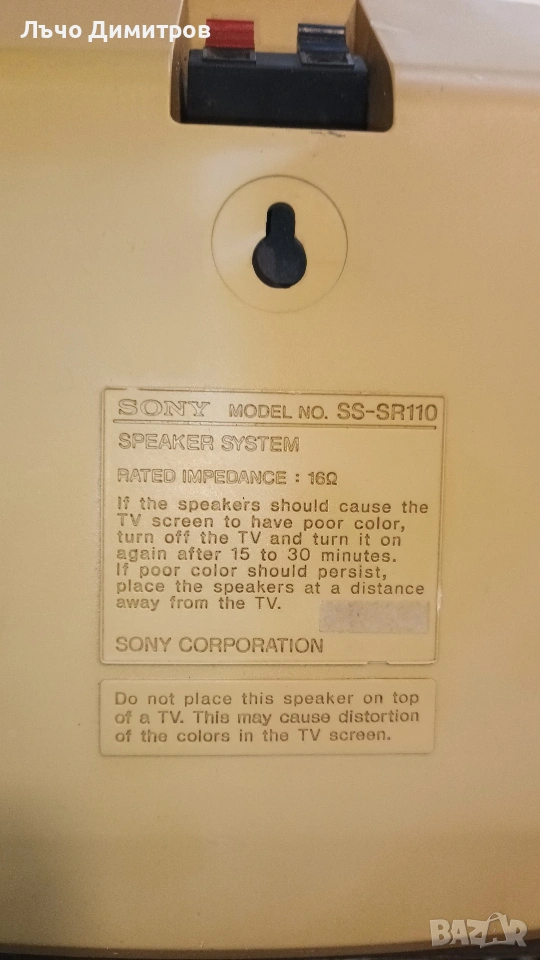 Лъчо Димитров
SONY MODEL NO. SS-SR110
SPEAKER SYSTEM
RATED IMPEDANCE : 16Ω
If the speakers should cause the
TV screen to have poor color,
turn off the TV and turn it on
again after 15 to 30 minutes.
If poor color should persist,
place the speakers at a distance
away from the TV.
SONY CORPORATION
Do not place this speaker on top
of a TV. This may cause distortion
of the colors in the TV screen.
BAZAR